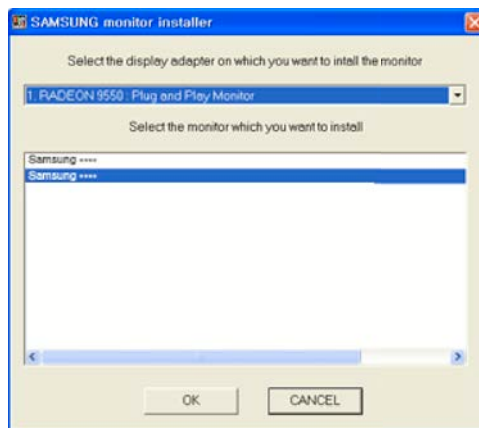 SAMSUNG monitor installer
Select the display adapter on which you want to intall the monitor
1. RADEON 9550 : Plug and Play Monitor
Select the monitor which you want to install
Samsung ****
Samsung ****
OK
CANCEL